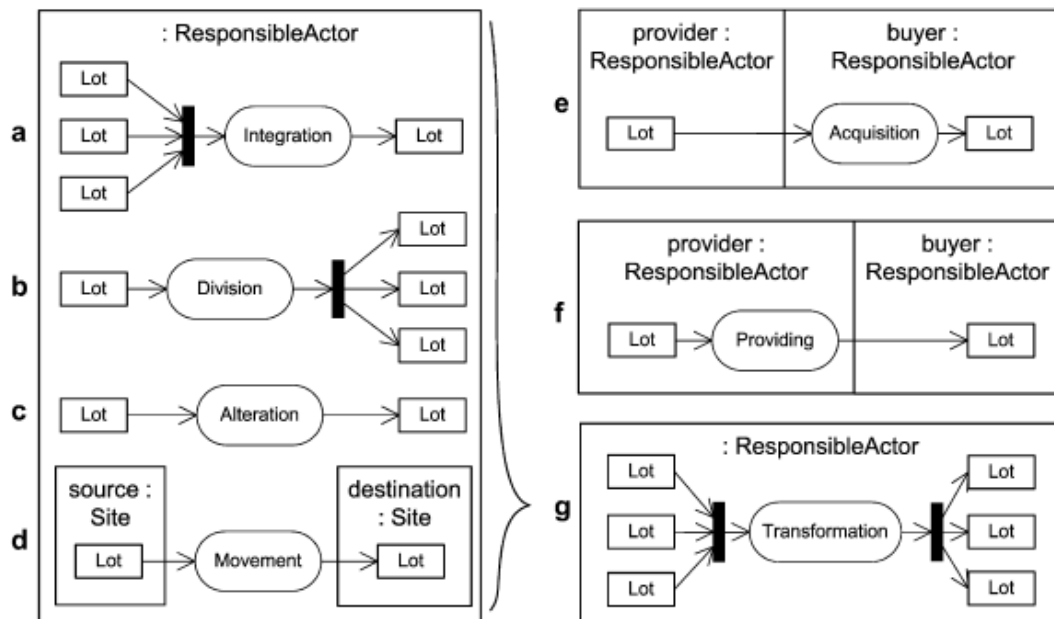 : ResponsibleActor
a
Lot
Lot
Lot
Integration
Lot
b
Lot
Division
Lot
Lot
Lot
c
Lot
Alteration
Lot
d
source :
Site
Lot
Movement
destination
: Site
Lot
provider :
ResponsibleActor
buyer :
ResponsibleActor
e
Lot
Acquisition
Lot
provider :
ResponsibleActor
buyer :
ResponsibleActor
f
Lot
Providing
Lot
: ResponsibleActor
g
Lot
Lot
Lot
Transformation
Lot
Lot
Lot